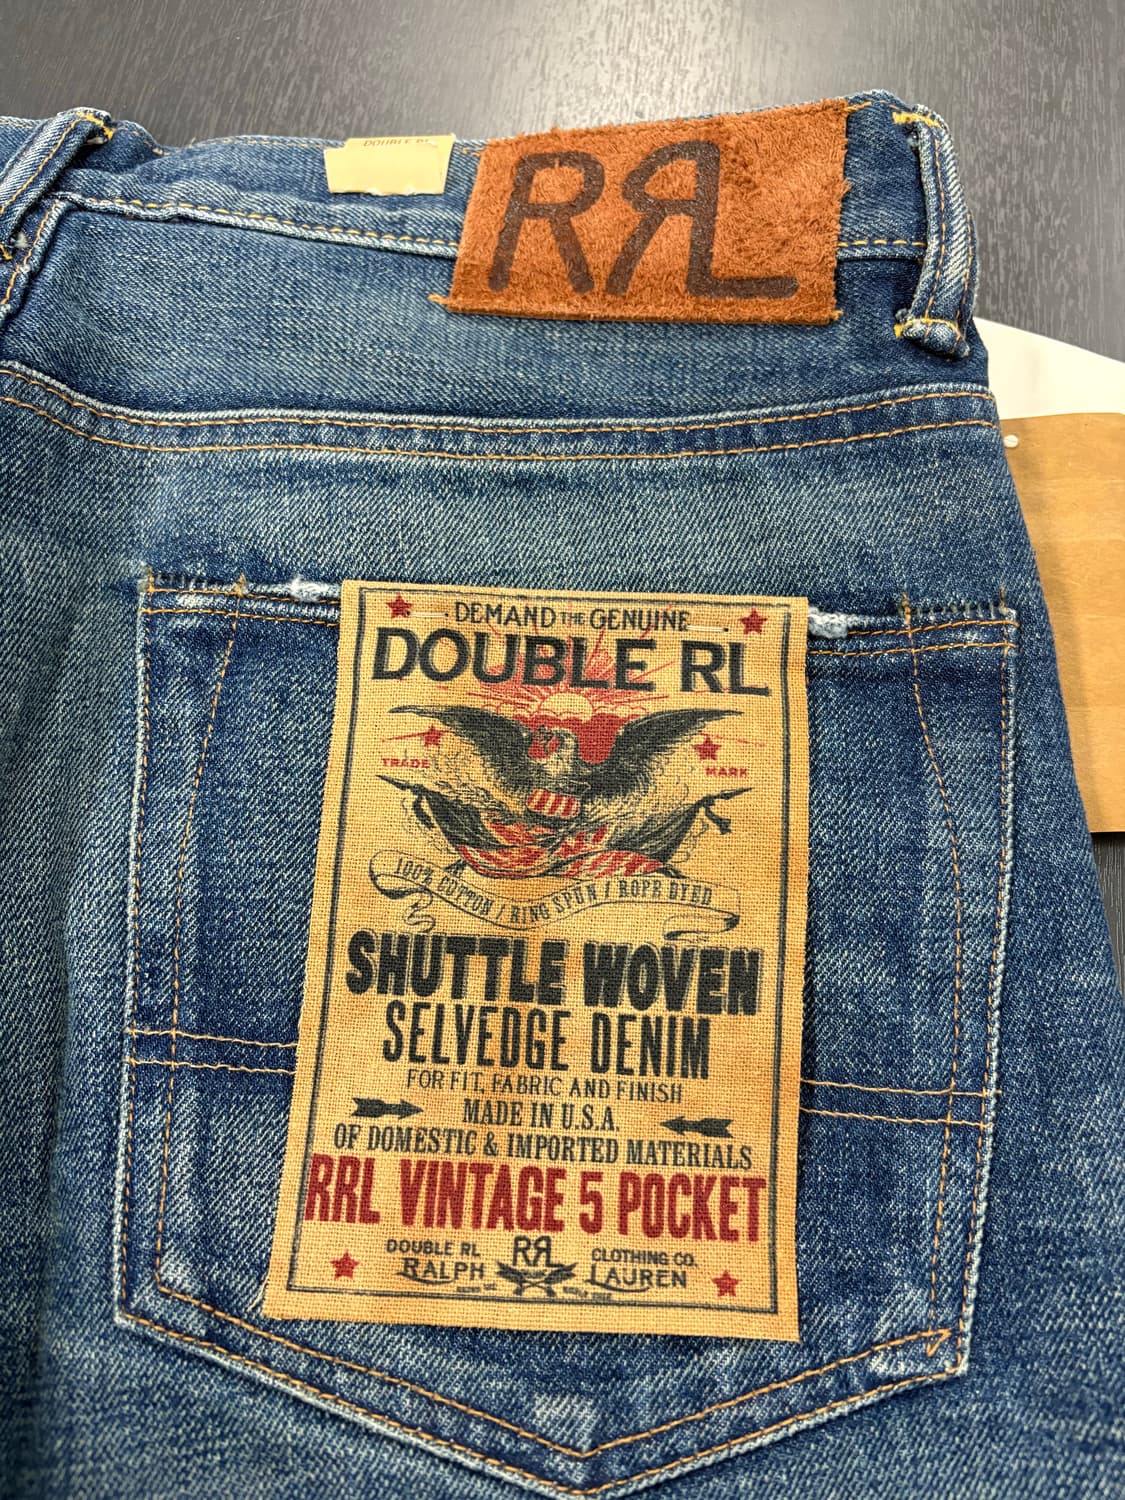 DOUBLE RL
RRL
DEMAND THE GENUINE
DOUBLE RL
TRADE MARK
100% COTTON / RING SPUN / ROPE DYED
SHUTTLE WOVEN
SELVEDGE DENIM
FOR FIT, FABRIC AND FINISH
MADE IN U.S.A.
OF DOMESTIC & IMPORTED MATERIALS
RRL VINTAGE 5 POCKET
DOUBLE RL RRL CLOTHING CO.
RALPH LAUREN